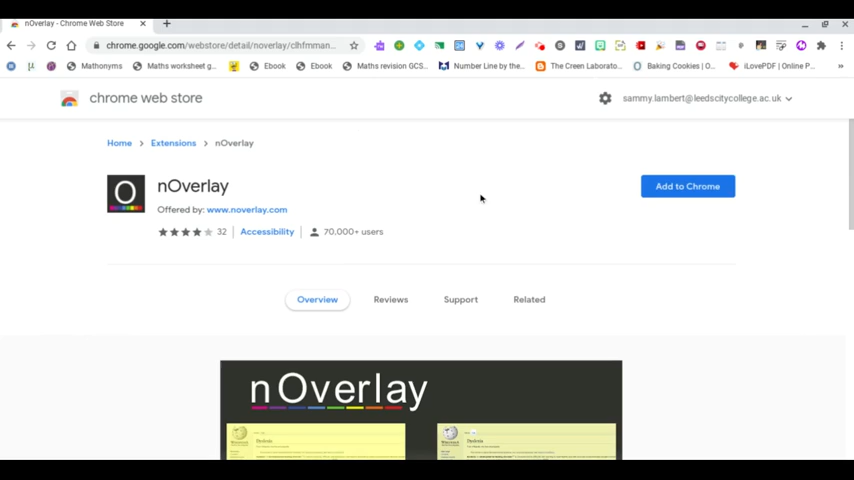 nOverlay - Chrome Web Store
chrome.google.com/webstore/detail/noverlay/clhfmman...
Mathonyms
Maths worksheet g...
Ebook
Ebook
Maths revision GCS...
Number Line by the...
The Creen Laborato...
Baking Cookies | O...
iLovePDF | Online P...
chrome web store
sammy.lambert@leedscitycollege.ac.uk
Home
Extensions
nOverlay
O
nOverlay
Add to Chrome
Offered by: www.noverlay.com
32
Accessibility
70,000+ users
Overview
Reviews
Support
Related
nOverlay
Dyslexia
Dyslexia